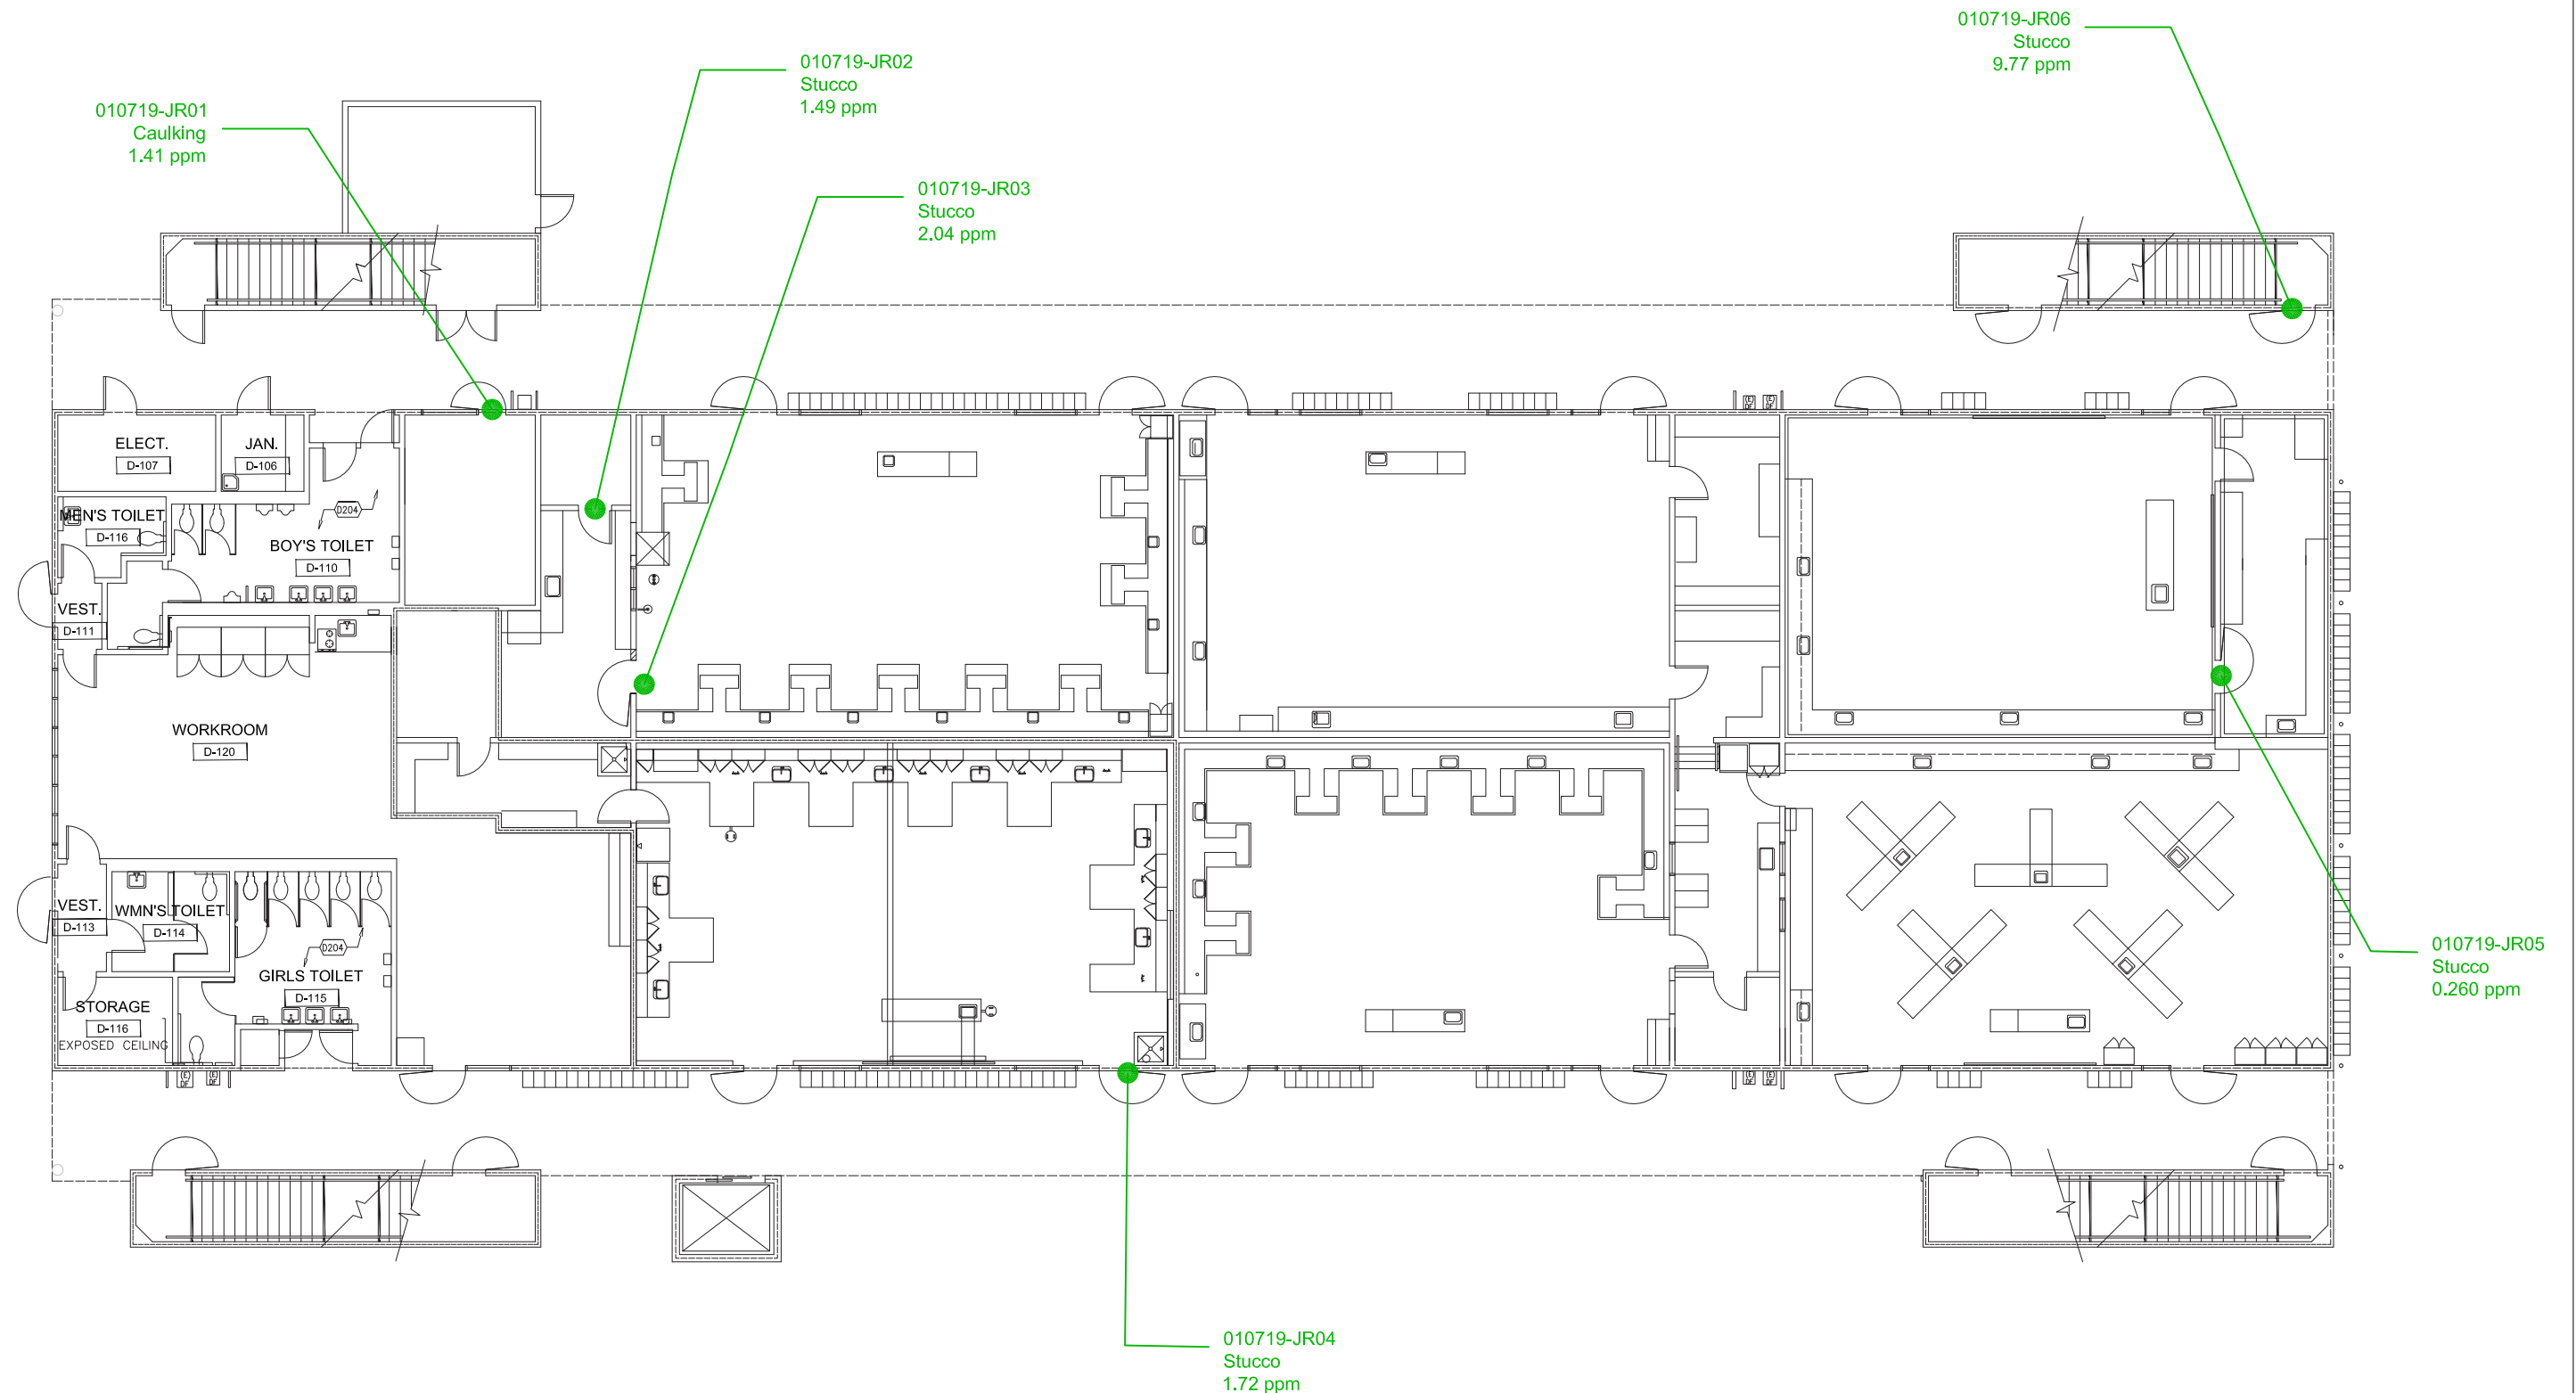 010719-JR06
Stucco
9.77 ppm
010719-JR02
Stucco
1.49 ppm
010719-JR01
Caulking
1.41 ppm
010719-JR03
Stucco
2.04 ppm
ELECT.
D-107
JAN.
D-106
MEN'S TOILET
D-116
D204
BOY'S TOILET
D-110
VEST.
D-111
WORKROOM
D-120
VEST.
D-113
WMN'S TOILET
D-114
D204
GIRLS TOILET
D-115
STORAGE
D-116
EXPOSED CEILING
010719-JR05
Stucco
0.260 ppm
010719-JR04
Stucco
1.72 ppm